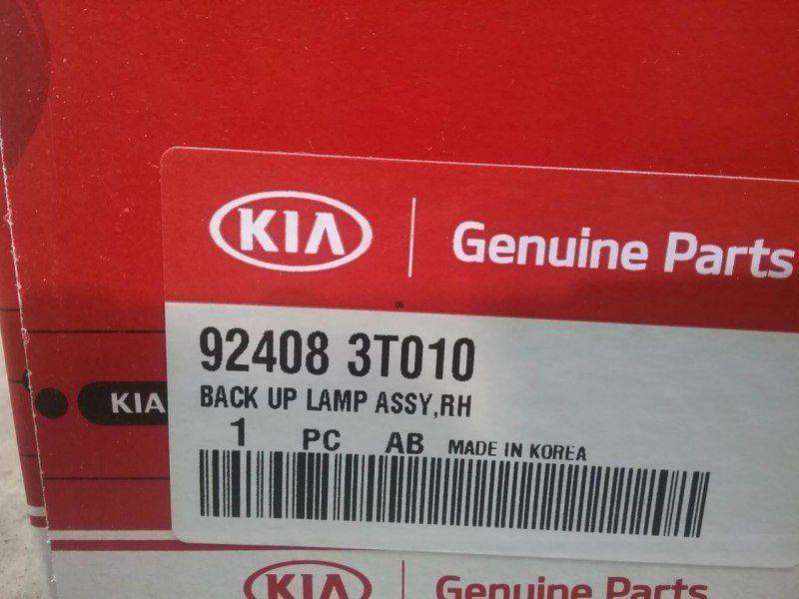 KIA Genuine Parts
92408 3T010
BACK UP LAMP ASSY,RH
KIA
1 PC AB MADE IN KOREA
KIA Genuine Parts